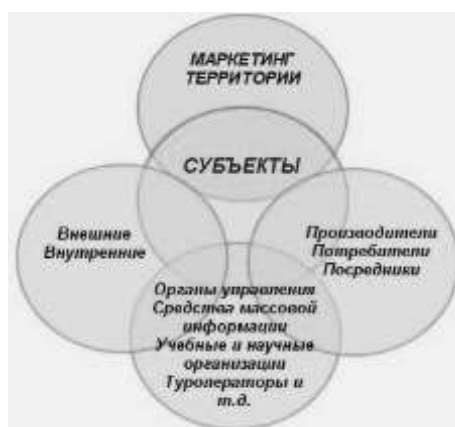 МАРКЕТИНГ
ТЕРРИТОРИИ
СУБЪЕКТЫ
Внешние
Внутренние
Производители
Потребители
Посредники
Органы управления
Средства массовой
информации
Учебные и научные
организации
Туроператоры и
т.д.